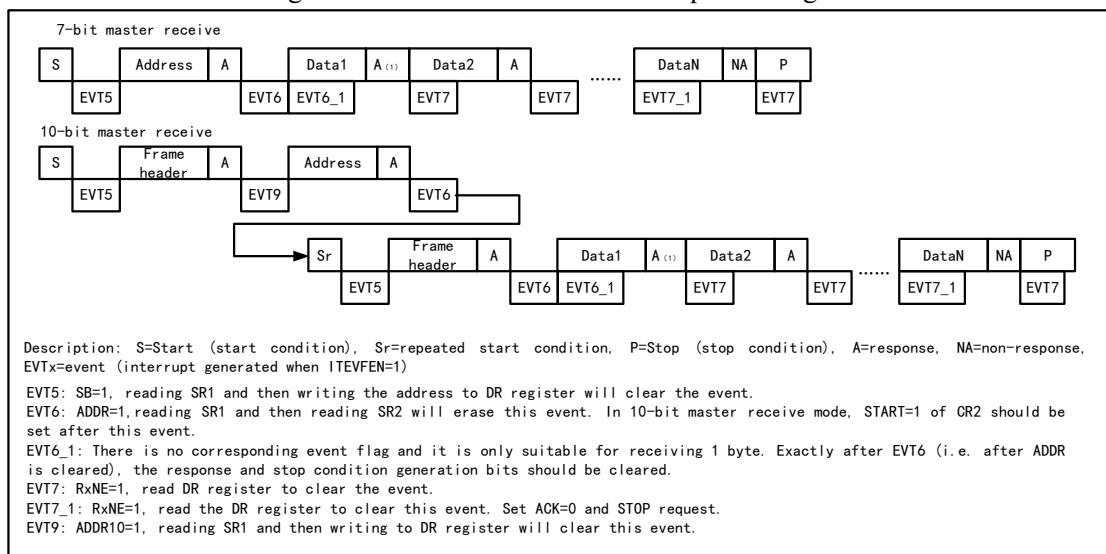 7-bit master receive
S Address A Data1 A(1) Data2 A ...... DataN NA P
EVT5 EVT6 EVT6_1 EVT7 EVT7 EVT7_1 EVT7
10-bit master receive
S Frame header A Address A
EVT5 EVT9 EVT6
Sr Frame header A Data1 A(1) Data2 A ...... DataN NA P
EVT5 EVT6 EVT6_1 EVT7 EVT7 EVT7_1 EVT7
Description: S=Start (start condition), Sr=repeated start condition, P=Stop (stop condition), A=response, NA=non-response,
EVTx=event (interrupt generated when ITEVFEN=1)
EVT5: SB=1, reading SR1 and then writing the address to DR register will clear the event.
EVT6: ADDR=1,reading SR1 and then reading SR2 will erase this event. In 10-bit master receive mode, START=1 of CR2 should be
set after this event.
EVT6_1: There is no corresponding event flag and it is only suitable for receiving 1 byte. Exactly after EVT6 (i.e. after ADDR
is cleared), the response and stop condition generation bits should be cleared.
EVT7: RxNE=1, read DR register to clear the event.
EVT7_1: RxNE=1, read the DR register to clear this event. Set ACK=0 and STOP request.
EVT9: ADDR10=1, reading SR1 and then writing to DR register will clear this event.